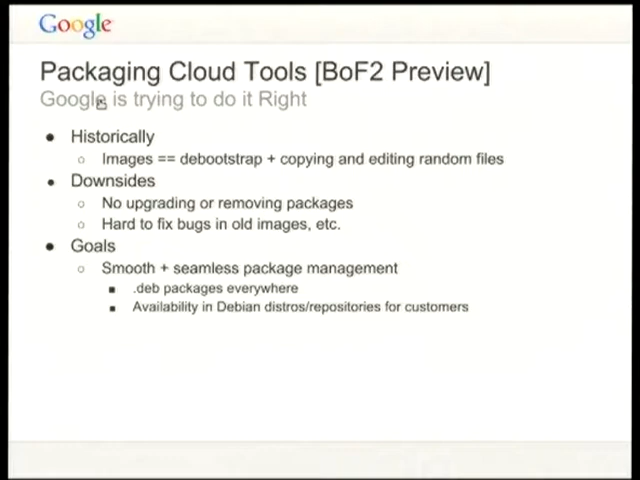 Google
Packaging Cloud Tools [BoF2 Preview]
Google is trying to do it Right
● Historically
○ Images == debootstrap + copying and editing random files
● Downsides
○ No upgrading or removing packages
○ Hard to fix bugs in old images, etc.
● Goals
○ Smooth + seamless package management
■ .deb packages everywhere
■ Availability in Debian distros/repositories for customers